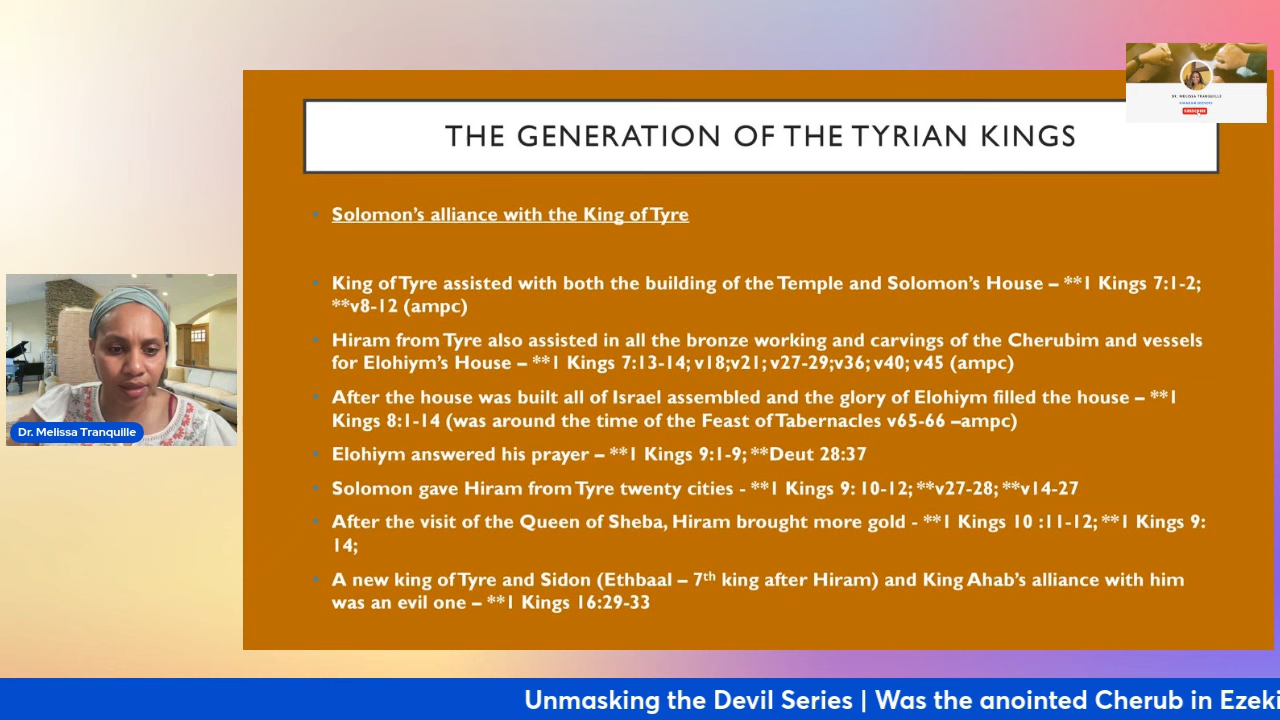 DR. MELISSA TRANQUILLE
SUBSCRIBE
THE GENERATION OF THE TYRIAN KINGS
Solomon's alliance with the King of Tyre
King of Tyre assisted with both the building of the Temple and Solomon's House – **1 Kings 7:1-2;
**v8-12 (ampc)
Hiram from Tyre also assisted in all the bronze working and carvings of the Cherubim and vessels
for Elohiym's House – **1 Kings 7:13-14; v18;v21; v27-29;v36; v40; v45 (ampc)
After the house was built all of Israel assembled and the glory of Elohiym filled the house – **1
Kings 8:1-14 (was around the time of the Feast of Tabernacles v65-66 –ampc)
Elohiym answered his prayer – **1 Kings 9:1-9; **Deut 28:37
Solomon gave Hiram from Tyre twenty cities - **1 Kings 9: 10-12; **v27-28; **v14-27
After the visit of the Queen of Sheba, Hiram brought more gold - **1 Kings 10 :11-12; **1 Kings 9:
14;
A new king of Tyre and Sidon (Ethbaal – 7th king after Hiram) and King Ahab's alliance with him
was an evil one – **1 Kings 16:29-33
Dr. Melissa Tranquille
Unmasking the Devil Series | Was the anointed Cherub in Ezeki